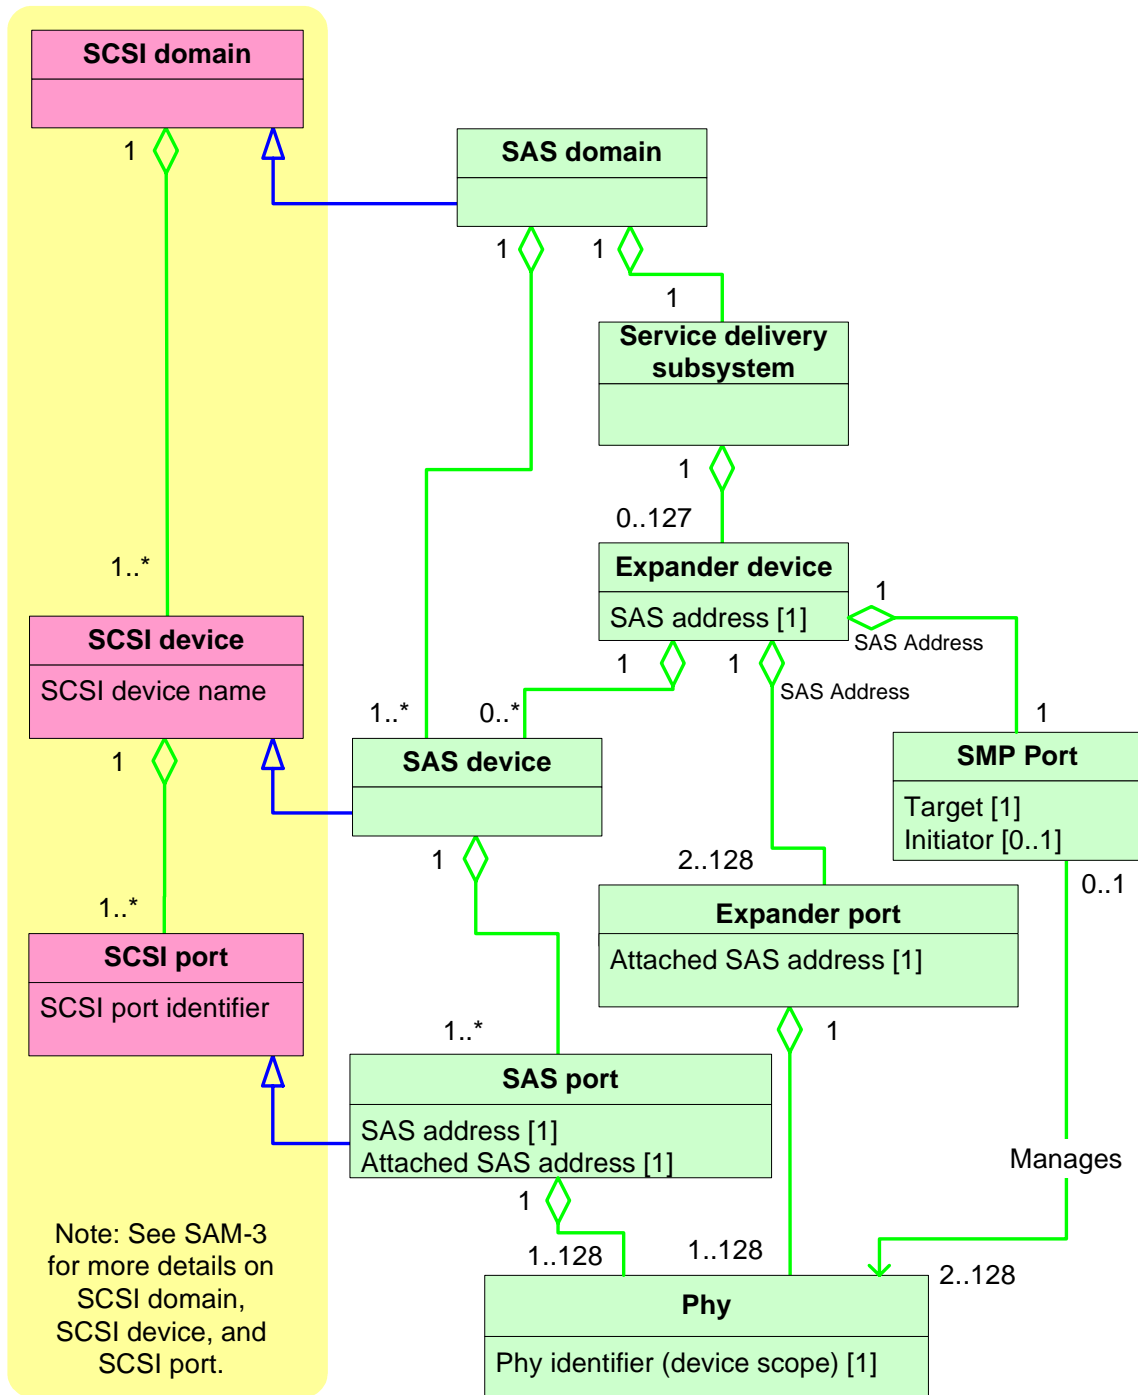 SCSI domain
1
SAS domain
1
1
1
Service delivery
subsystem
1
0..127
1..*
Expander device
SAS address [1]
1
SAS Address
SCSI device
SCSI device name
1
1
SAS Address
1..*
0..*
1
1
SAS device
SMP Port
Target [1]
Initiator [0..1]
1
2..128
0..1
1..*
Expander port
Attached SAS address [1]
SCSI port
SCSI port identifier
1..*
1
SAS port
SAS address [1]
Attached SAS address [1]
Manages
1
1..128
1..128
2..128
Note: See SAM-3
for more details on
SCSI domain,
SCSI device, and
SCSI port.
Phy
Phy identifier (device scope) [1]